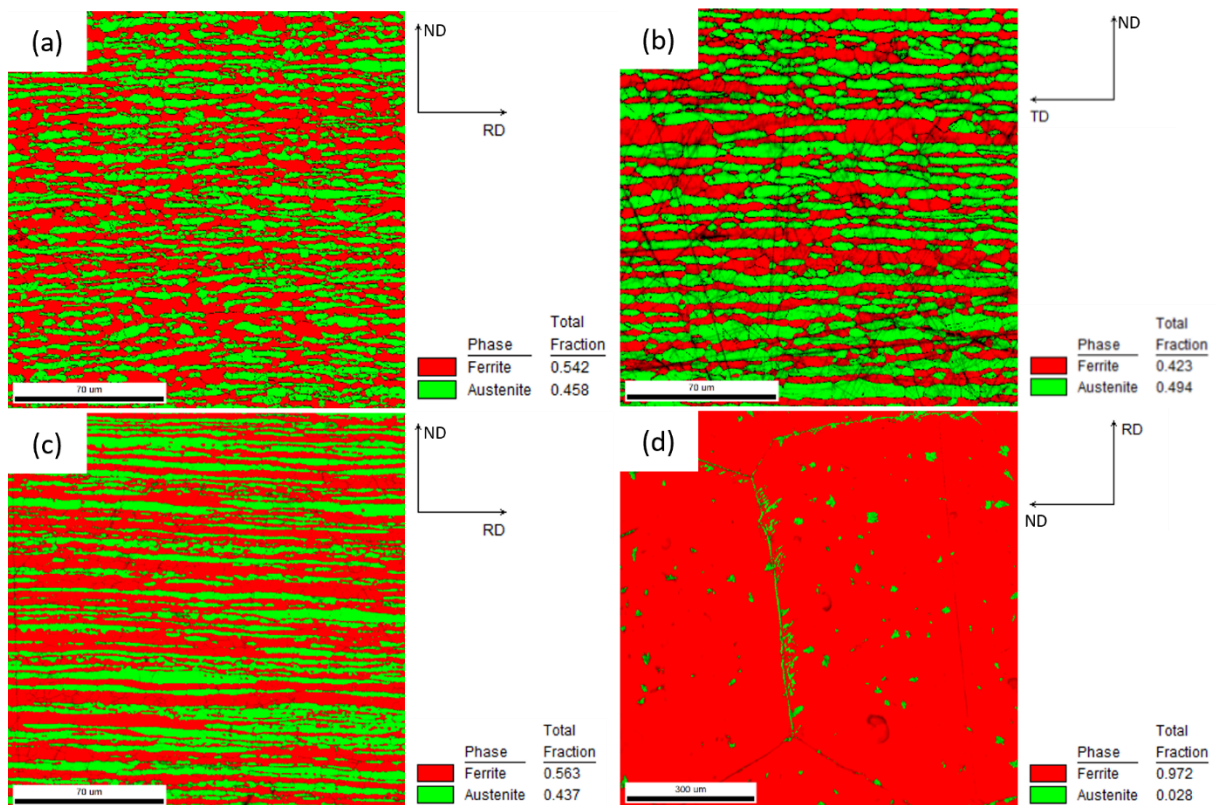 (a)
ND
RD
Total
Phase Fraction
Ferrite 0.542
Austenite 0.458
70 um
(b)
ND
TD
Total
Phase Fraction
Ferrite 0.423
Austenite 0.494
70 um
(c)
ND
RD
Total
Phase Fraction
Ferrite 0.563
Austenite 0.437
70 um
(d)
RD
ND
Total
Phase Fraction
Ferrite 0.972
Austenite 0.028
300 um